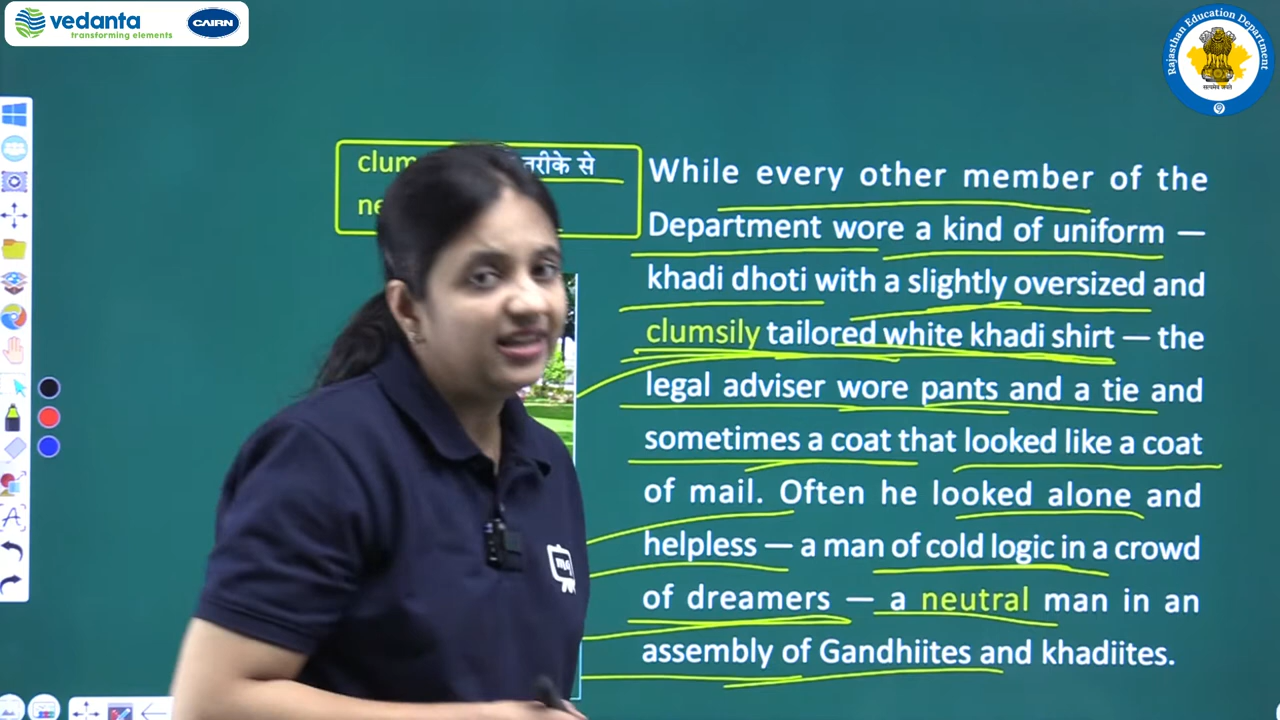 vedanta
transforming elements
CAIRN
Rajasthan Education Department
सत्यमेव जयते
तरीके से
While every other member of the
Department wore a kind of uniform —
khadi dhoti with a slightly oversized and
clumsily tailored white khadi shirt — the
legal adviser wore pants and a tie and
sometimes a coat that looked like a coat
of mail. Often he looked alone and
helpless — a man of cold logic in a crowd
of dreamers — a neutral man in an
assembly of Gandhiites and khadiites.